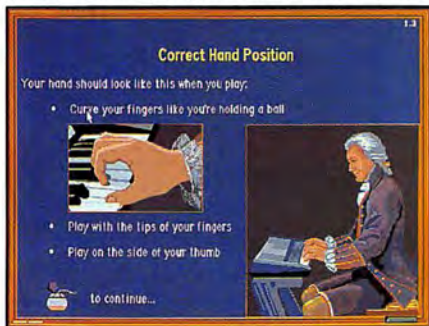 1.3
Correct Hand Position
Your hand should look like this when you play:
• Curve your fingers like you're holding a ball
• Play with the tips of your fingers
• Play on the side of your thumb
to continue...